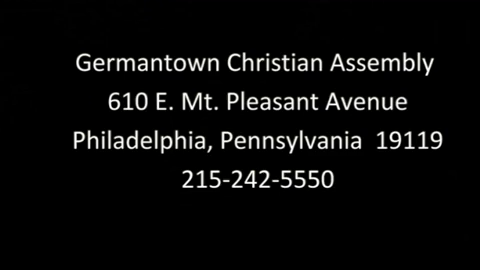 Germantown Christian Assembly
610 E. Mt. Pleasant Avenue
Philadelphia, Pennsylvania  19119
215-242-5550